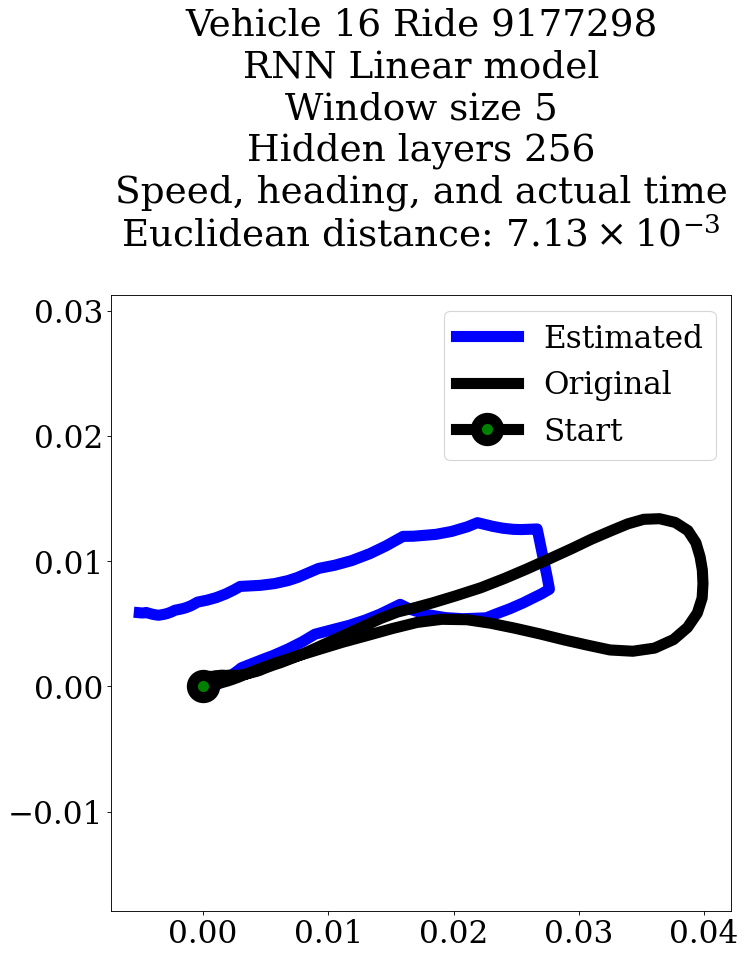 Vehicle 16 Ride 9177298
RNN Linear model
Window size 5
Hidden layers 256
Speed, heading, and actual time
Euclidean distance: 7.13 × 10⁻³
Estimated
Original
Start
0.03
0.02
0.01
0.00
−0.01
0.00 0.01 0.02 0.03 0.04